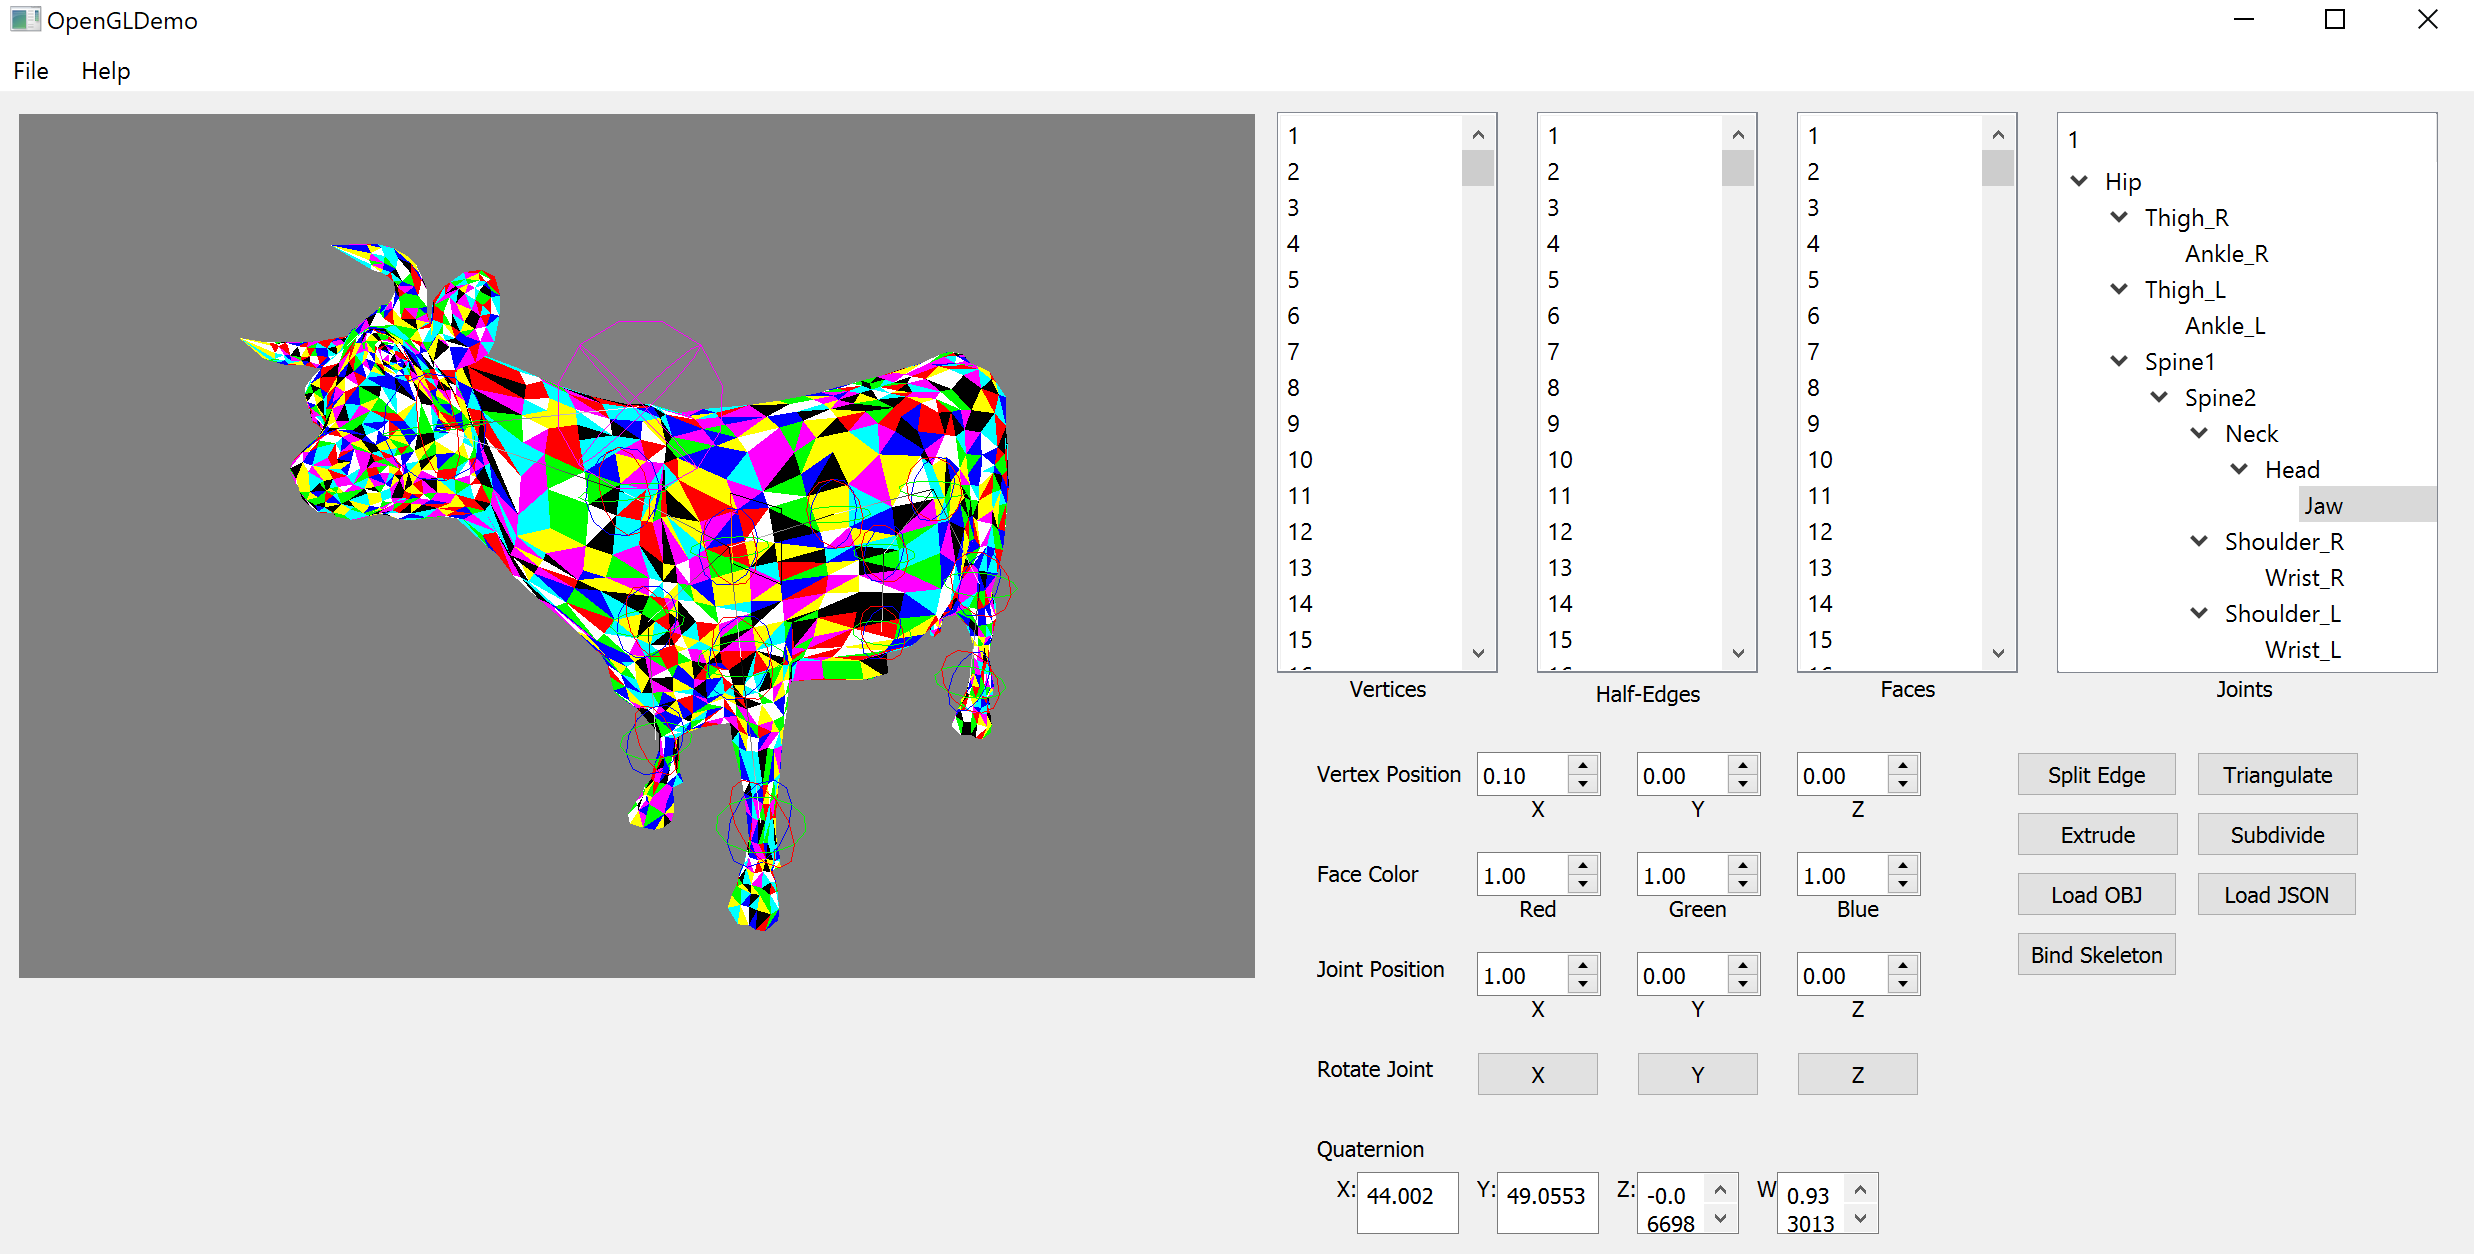 OpenGLDemo
File Help
1
2
3
4
5
6
7
8
9
10
11
12
13
14
15
Vertices
1
2
3
4
5
6
7
8
9
10
11
12
13
14
15
Half-Edges
1
2
3
4
5
6
7
8
9
10
11
12
13
14
15
Faces
1
Hip
Thigh_R
Ankle_R
Thigh_L
Ankle_L
Spine1
Spine2
Neck
Head
Jaw
Shoulder_R
Wrist_R
Shoulder_L
Wrist_L
Joints
Vertex Position 0.10 0.00 0.00
X Y Z
Face Color 1.00 1.00 1.00
Red Green Blue
Joint Position 1.00 0.00 0.00
X Y Z
Rotate Joint X Y Z
Split Edge Triangulate
Extrude Subdivide
Load OBJ Load JSON
Bind Skeleton
Quaternion
X: 44.002 Y: 49.0553 Z: -0.0 W 0.93
6698 3013